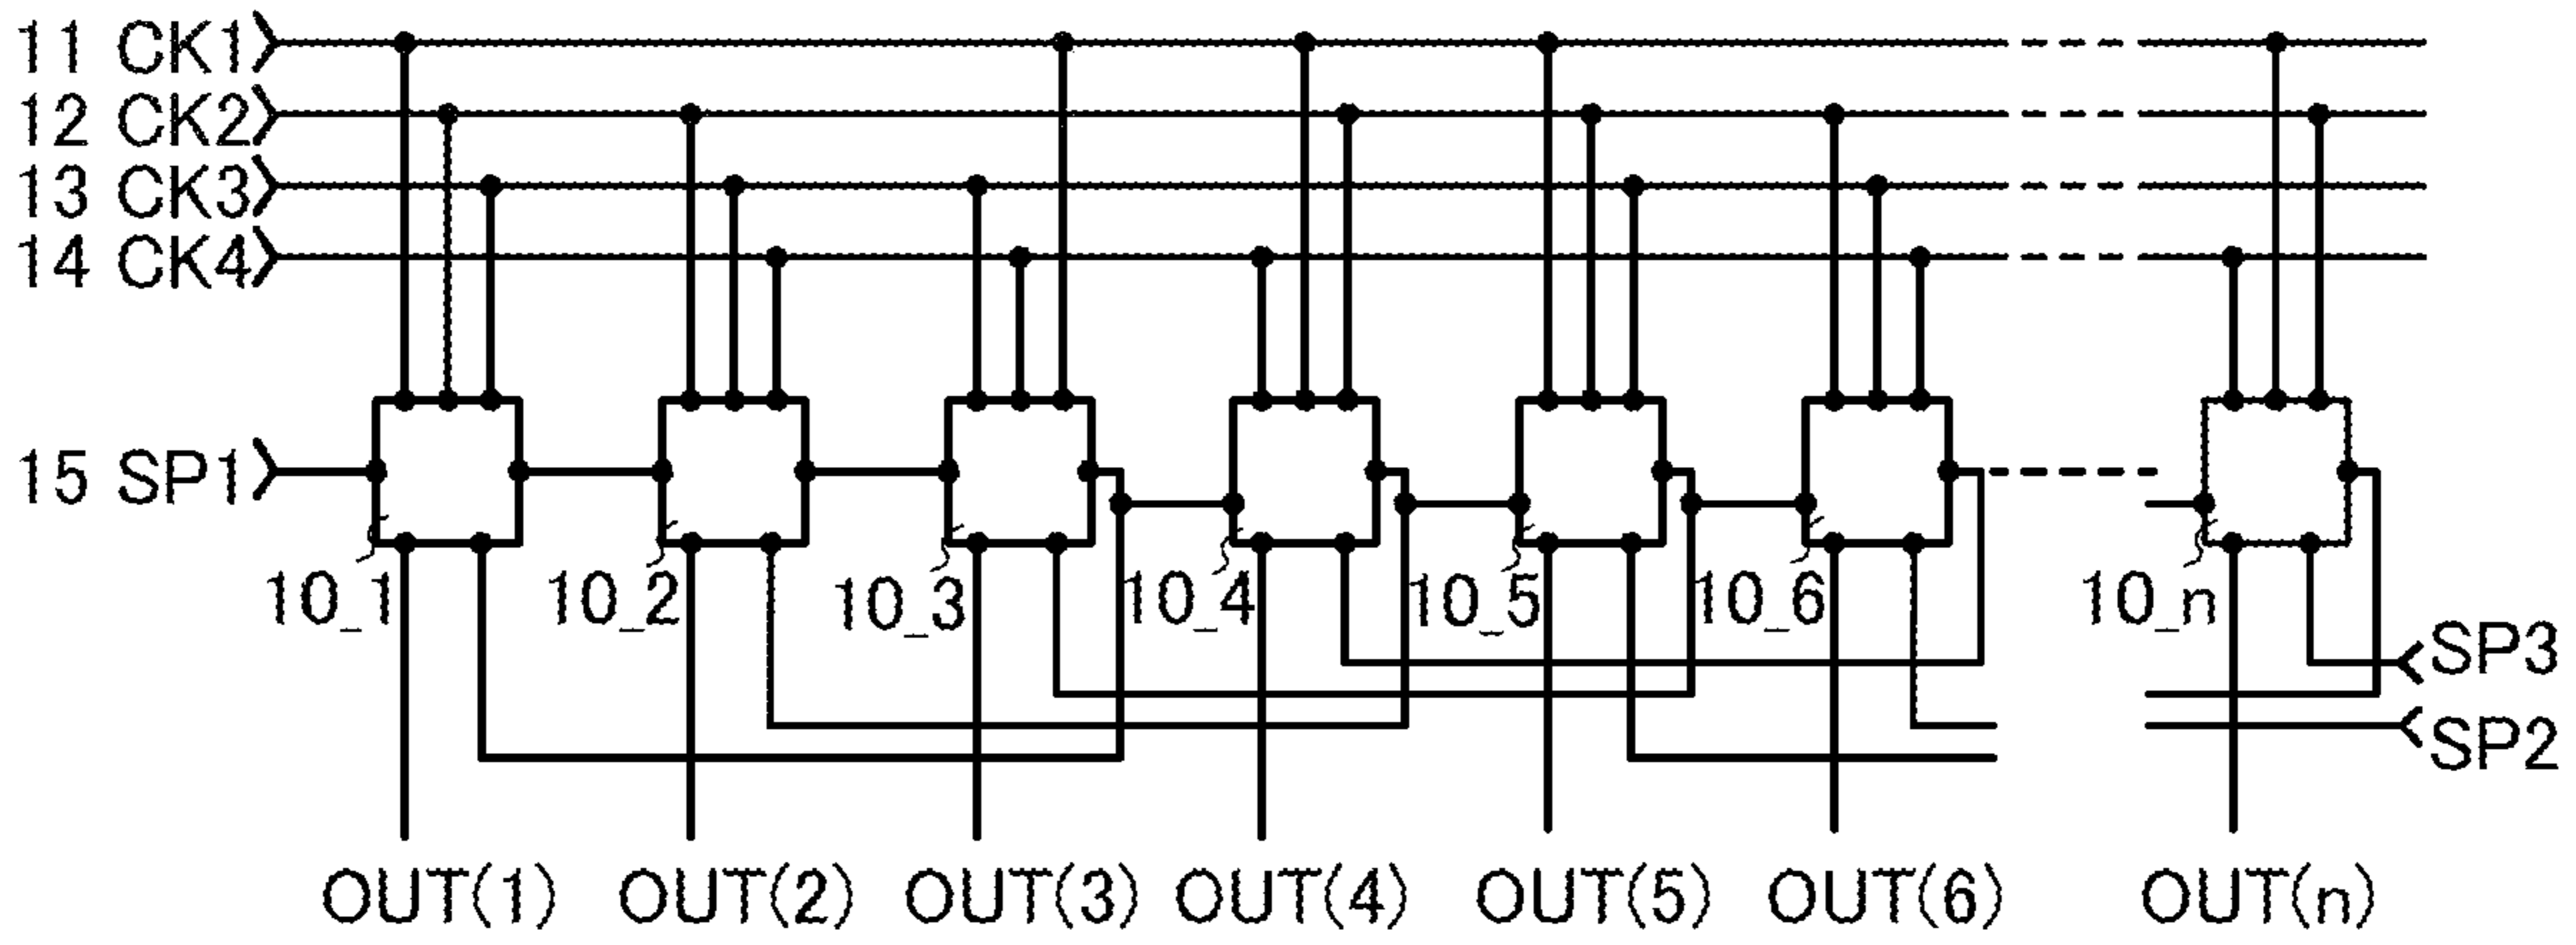 11 CK1
12 CK2
13 CK3
14 CK4
15 SP1
10_1 10_2 10_3 10_4 10_5 10_6 10_n
SP3
SP2
OUT(1) OUT(2) OUT(3) OUT(4) OUT(5) OUT(6) OUT(n)